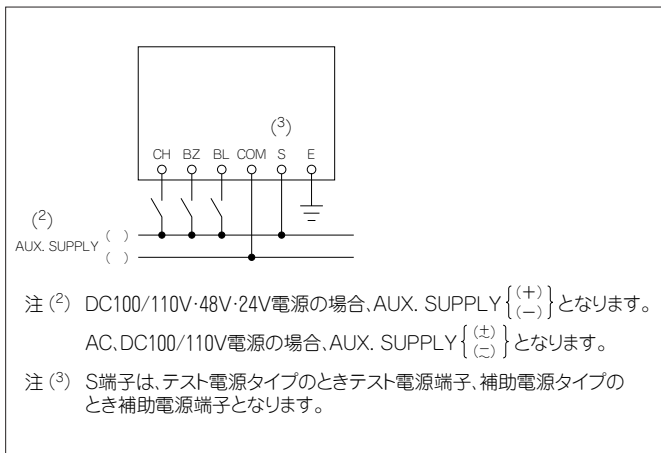 (3)
CH BZ BL COM S E
(2)
AUX. SUPPLY ( )
( )
注(2) DC100/110V·48V·24V電源の場合、AUX. SUPPLY{(+)(−)}となります。
AC、DC100/110V電源の場合、AUX. SUPPLY{(±)(≂)}となります。
注(3) S端子は、テスト電源タイプのときテスト電源端子、補助電源タイプの
とき補助電源端子となります。